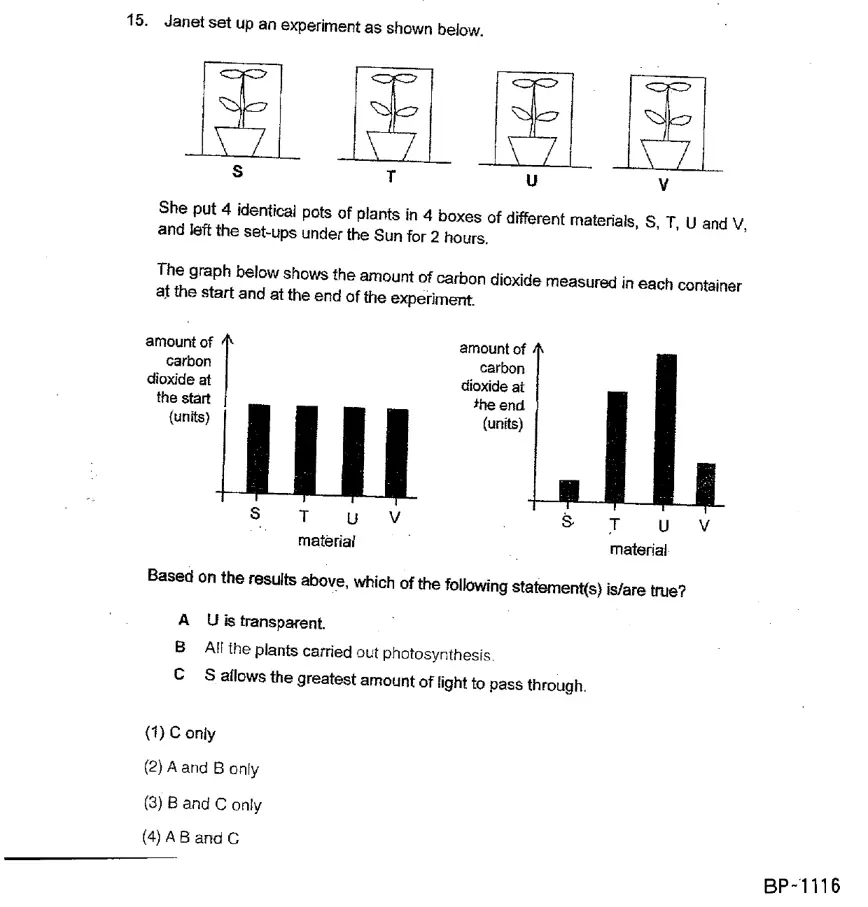 15. Janet set up an experiment as shown below.
S T U V
She put 4 identical pots of plants in 4 boxes of different materials, S, T, U and V,
and left the set-ups under the Sun for 2 hours.
The graph below shows the amount of carbon dioxide measured in each container
at the start and at the end of the experiment.
amount of
carbon
dioxide at
the start
(units)
S T U V
material
amount of
carbon
dioxide at
the end
(units)
S T U V
material
Based on the results above, which of the following statement(s) is/are true?
A U is transparent.
B All the plants carried out photosynthesis.
C S allows the greatest amount of light to pass through.
(1) C only
(2) A and B only
(3) B and C only
(4) A B and C
BP-1116